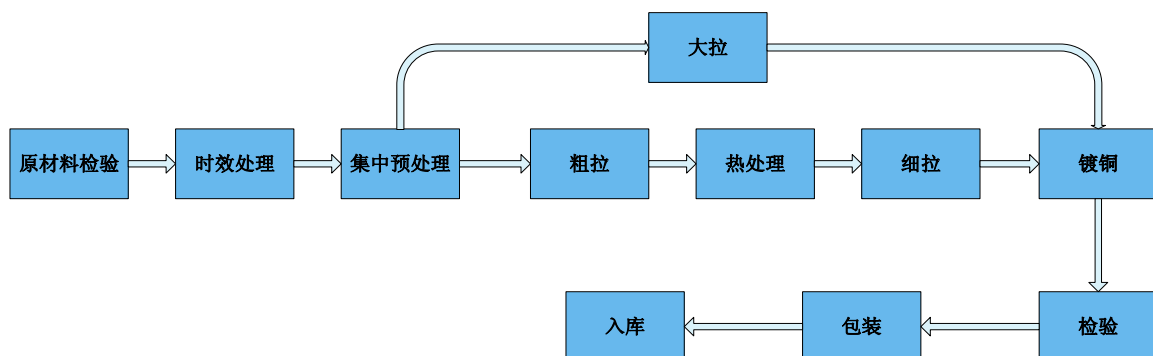 大拉
原材料检验
时效处理
集中预处理
粗拉
热处理
细拉
镀铜
入库
包装
检验